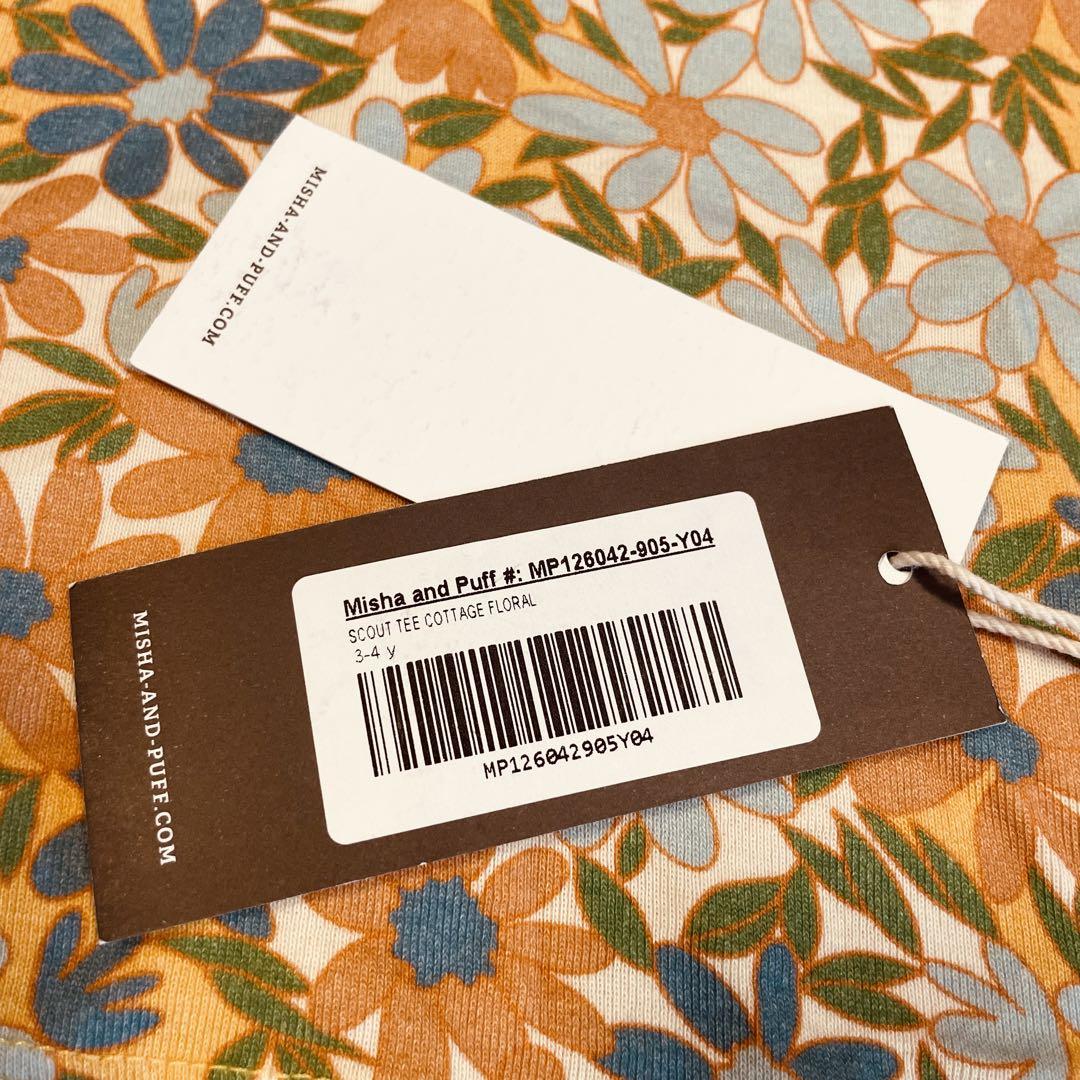 MISHA-AND-PUFF.COM
Misha and Puff #: MP126042-905-Y04
SCOUT TEE COTTAGE FLORAL
3-4 y
MP126042905Y04
MISHA-AND-PUFF.COM